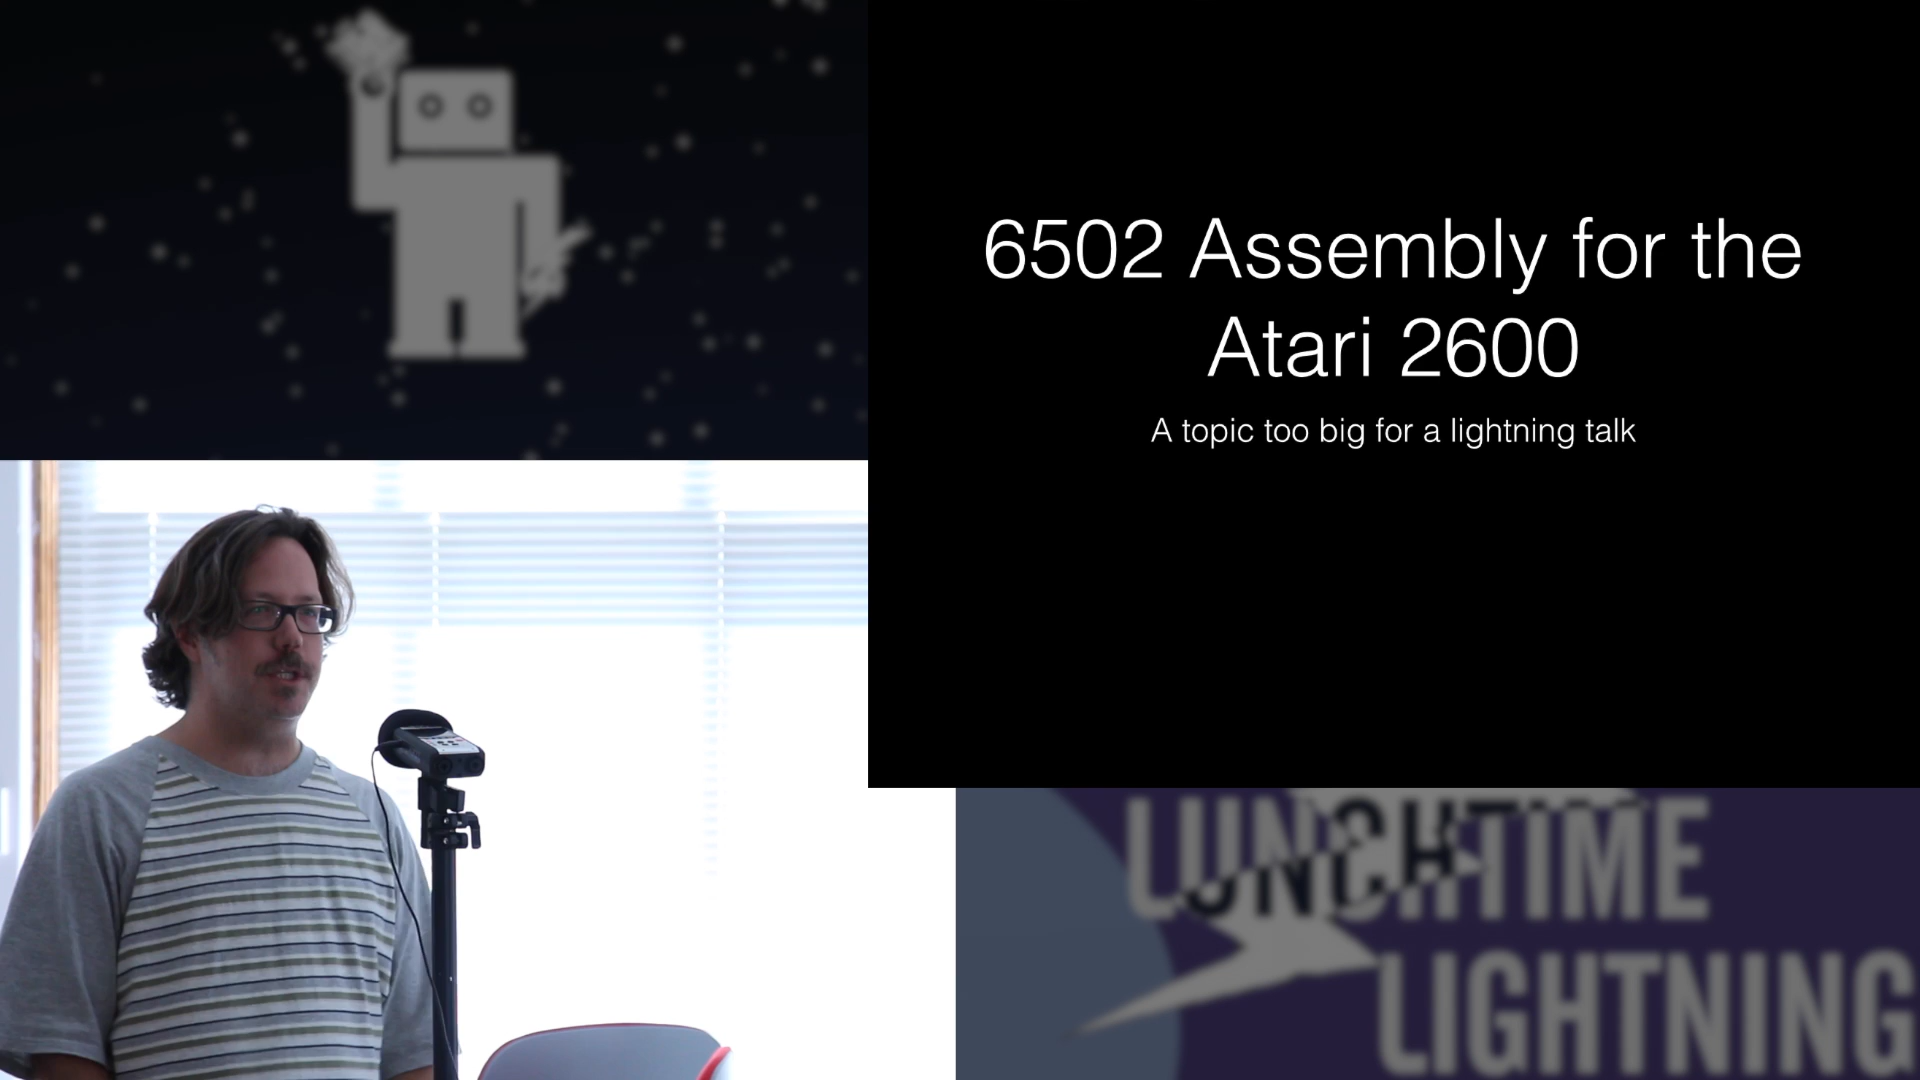 6502 Assembly for the
Atari 2600
A topic too big for a lightning talk
LUNCHTIME
LIGHTNING